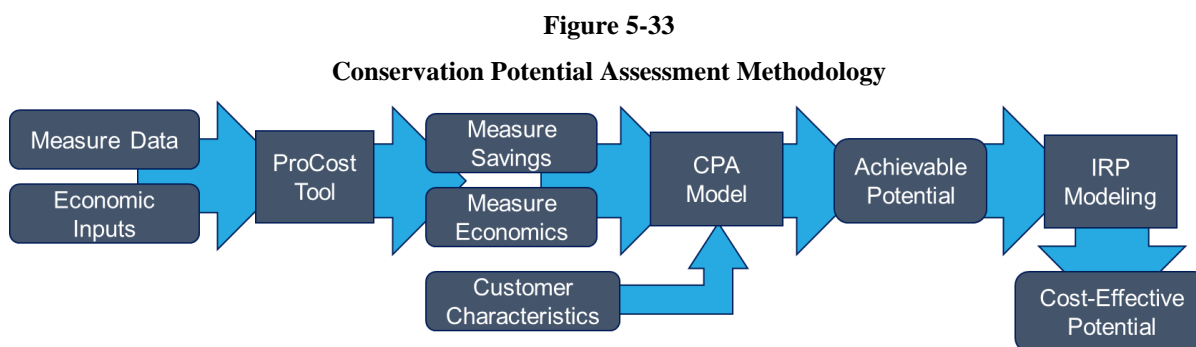 Figure 5-33
Conservation Potential Assessment Methodology
Measure Data
Economic
Inputs
ProCost
Tool
Measure
Savings
Measure
Economics
Customer
Characteristics
CPA
Model
Achievable
Potential
IRP
Modeling
Cost-Effective
Potential